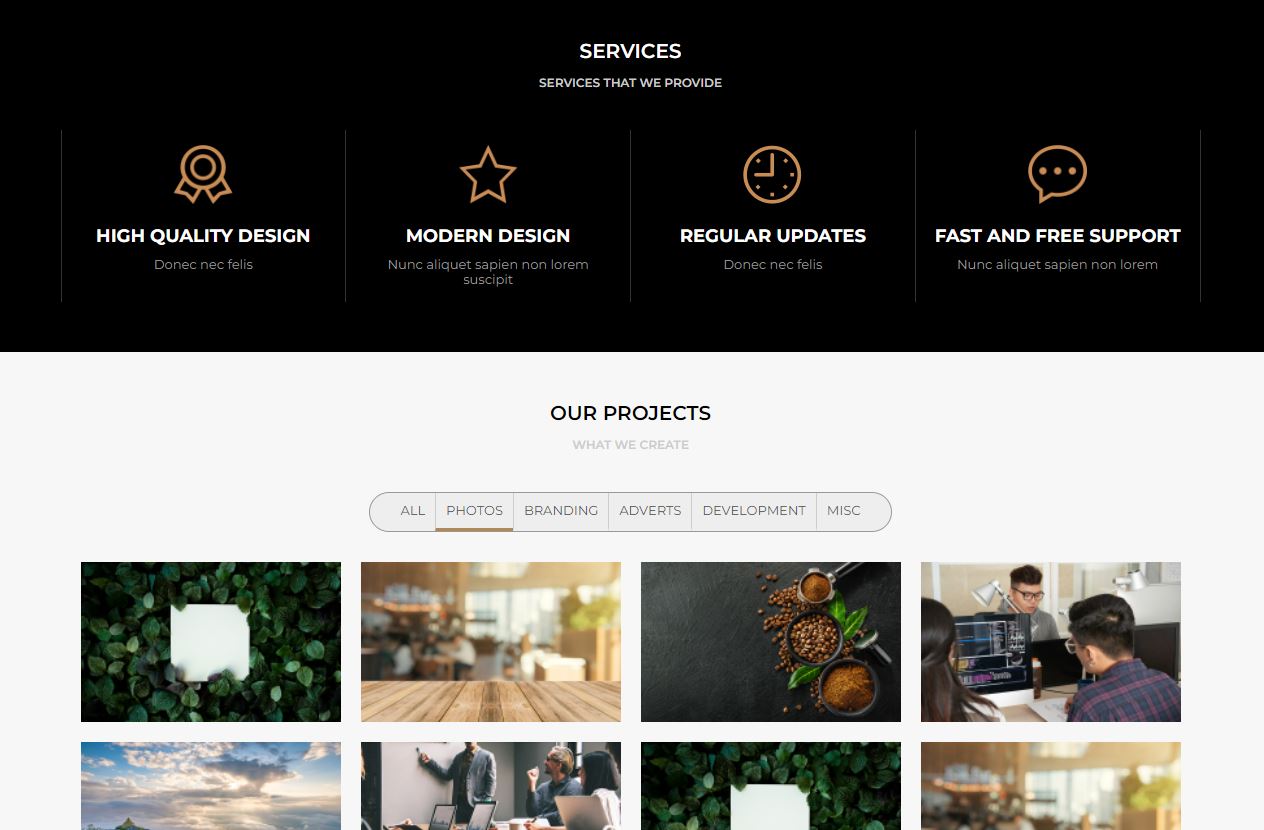 SERVICES
SERVICES THAT WE PROVIDE
HIGH QUALITY DESIGN
Donec nec felis
MODERN DESIGN
Nunc aliquet sapien non lorem
suscipit
REGULAR UPDATES
Donec nec felis
FAST AND FREE SUPPORT
Nunc aliquet sapien non lorem
OUR PROJECTS
WHAT WE CREATE
ALL PHOTOS BRANDING ADVERTS DEVELOPMENT MISC